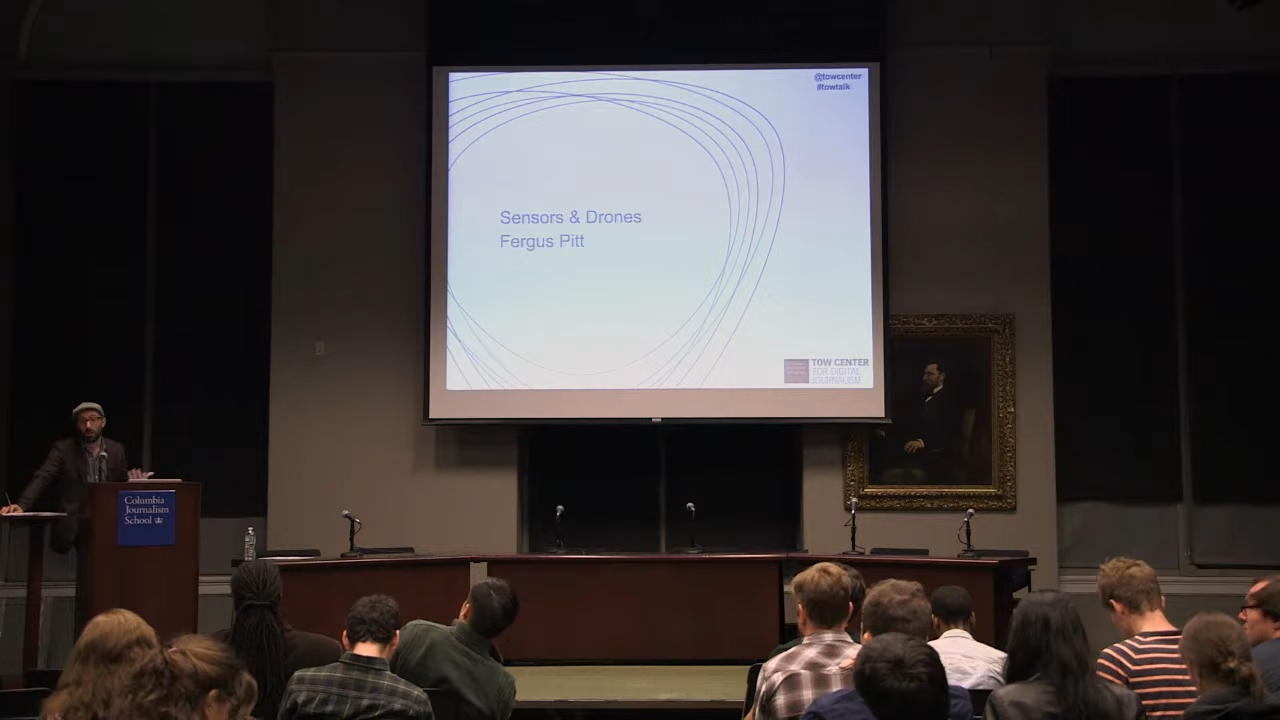 @towcenter
#towtalk
Sensors & Drones
Fergus Pitt
TOW CENTER
FOR DIGITAL
JOURNALISM
Columbia
Journalism
School